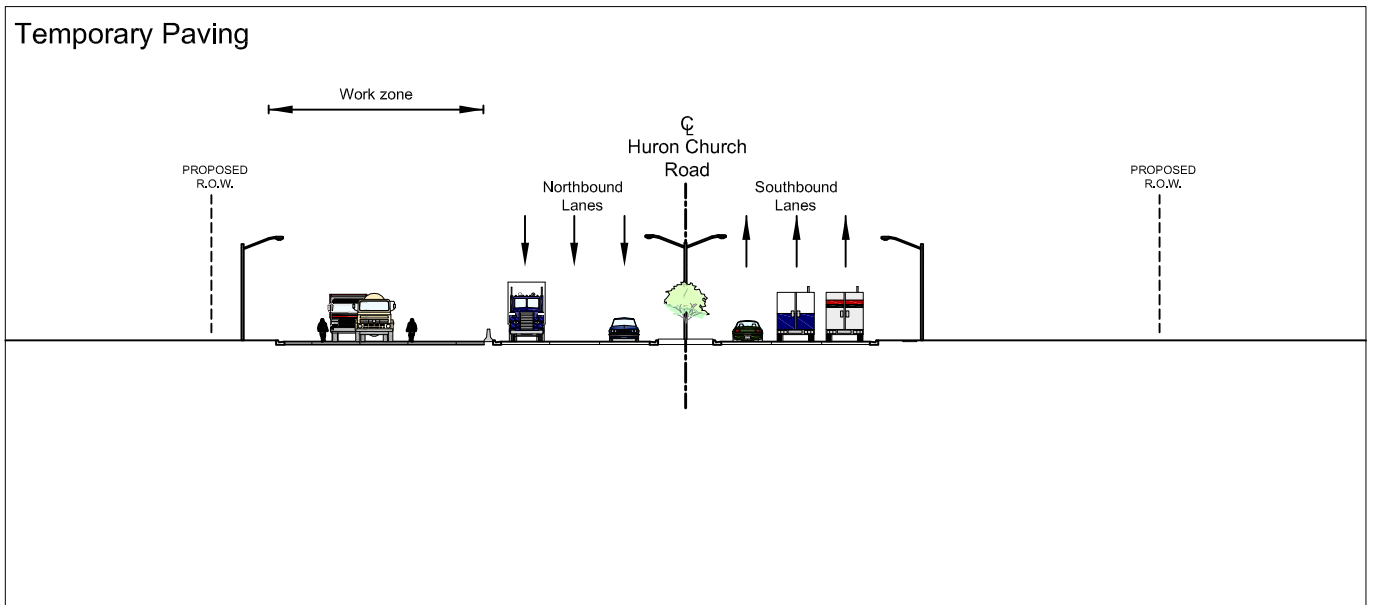 Temporary Paving
Work zone
℄
Huron Church
Road
PROPOSED
R.O.W.
Northbound
Lanes
Southbound
Lanes
PROPOSED
R.O.W.